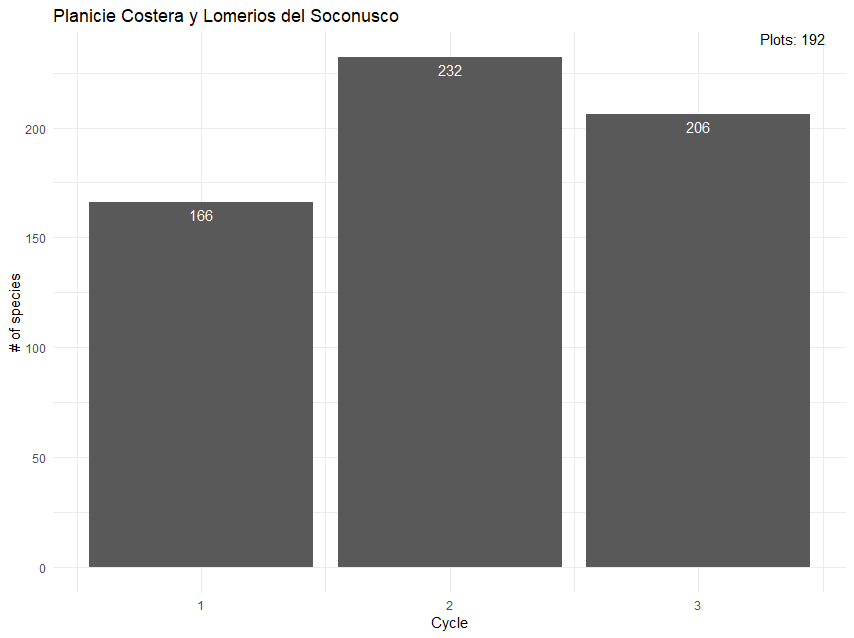 Planicie Costera y Lomerios del Soconusco
Plots: 192
232
206
166
200
150
100
50
0
# of species
1
2
3
Cycle